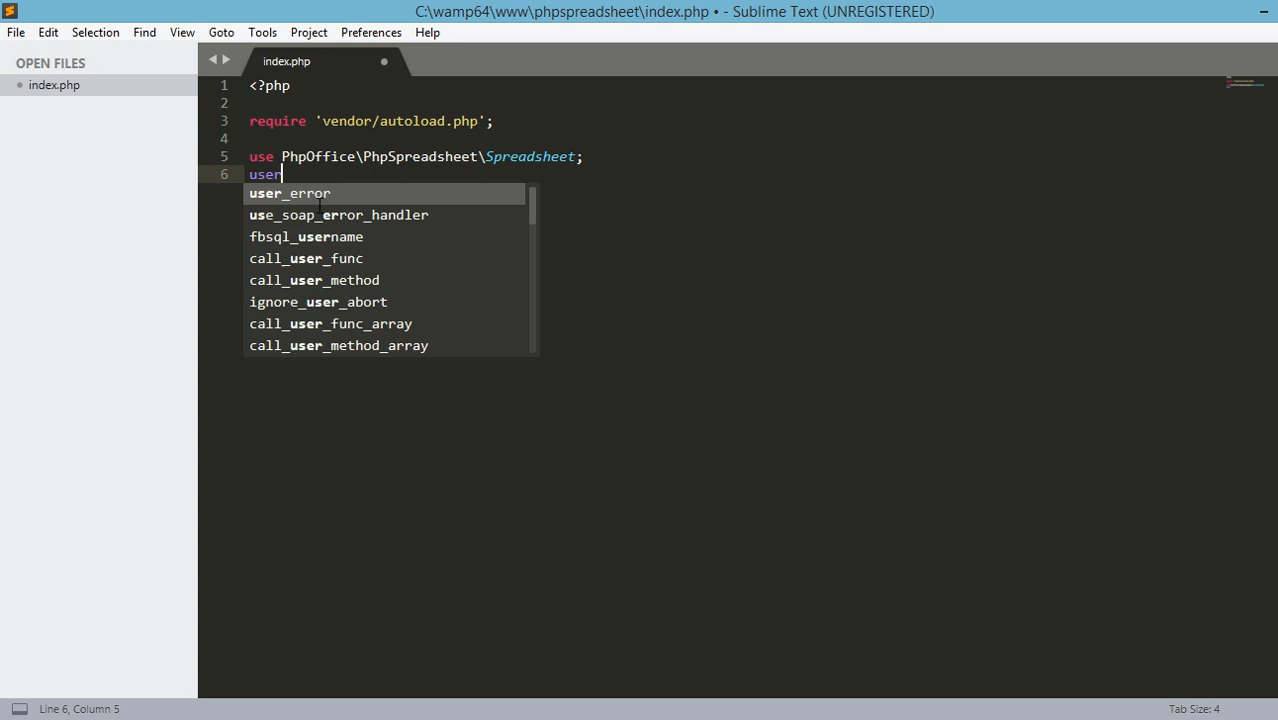 C:\wamp64\www\phpspreadsheet\index.php • - Sublime Text (UNREGISTERED)
File Edit Selection Find View Goto Tools Project Preferences Help
OPEN FILES
index.php
index.php
1 <?php
2
3 require 'vendor/autoload.php';
4
5 use PhpOffice\PhpSpreadsheet\Spreadsheet;
6 user
user_error
use_soap_error_handler
fbsql_username
call_user_func
call_user_method
ignore_user_abort
call_user_func_array
call_user_method_array
Line 6, Column 5
Tab Size: 4